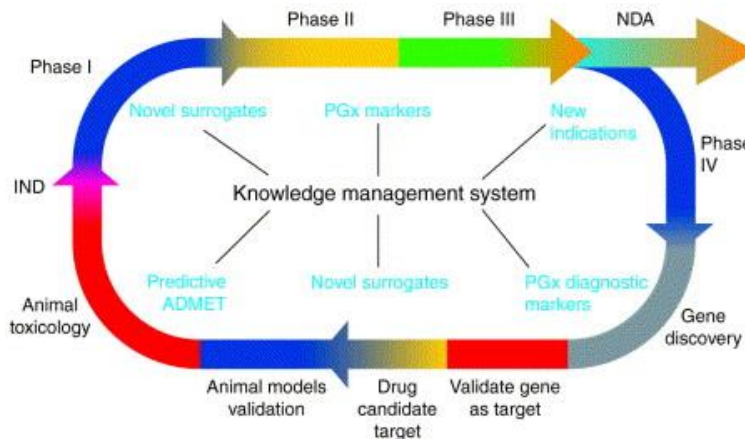 Phase II
Phase III
NDA
Phase I
Novel surrogates
PGx markers
New
indications
Phase
IV
IND
Knowledge management system
Predictive
ADMET
Novel surrogates
PGx diagnostic
markers
Animal
toxicology
Gene
discovery
Animal models
validation
Drug
candidate
target
Validate gene
as target